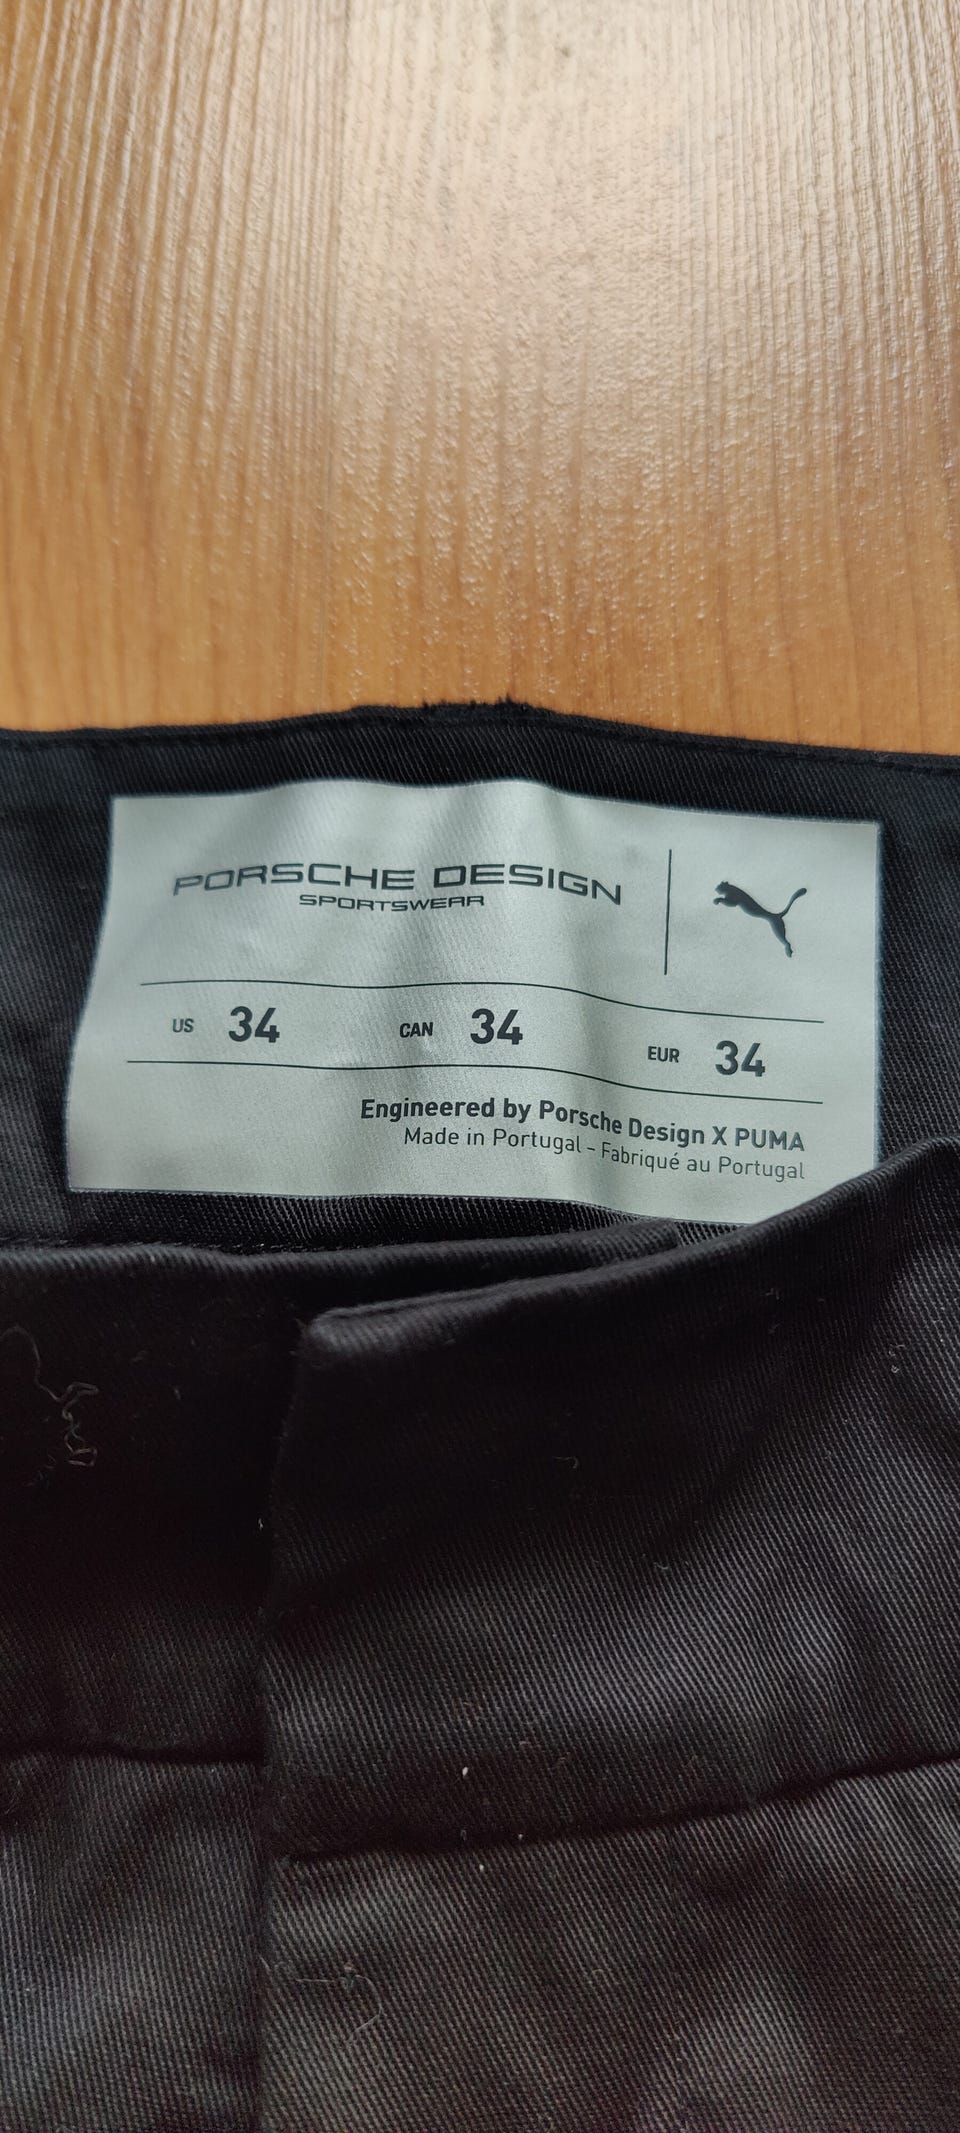 PORSCHE DESIGN
SPORTSWEAR
US 34 CAN 34 EUR 34
Engineered by Porsche Design X PUMA
Made in Portugal - Fabriqué au Portugal